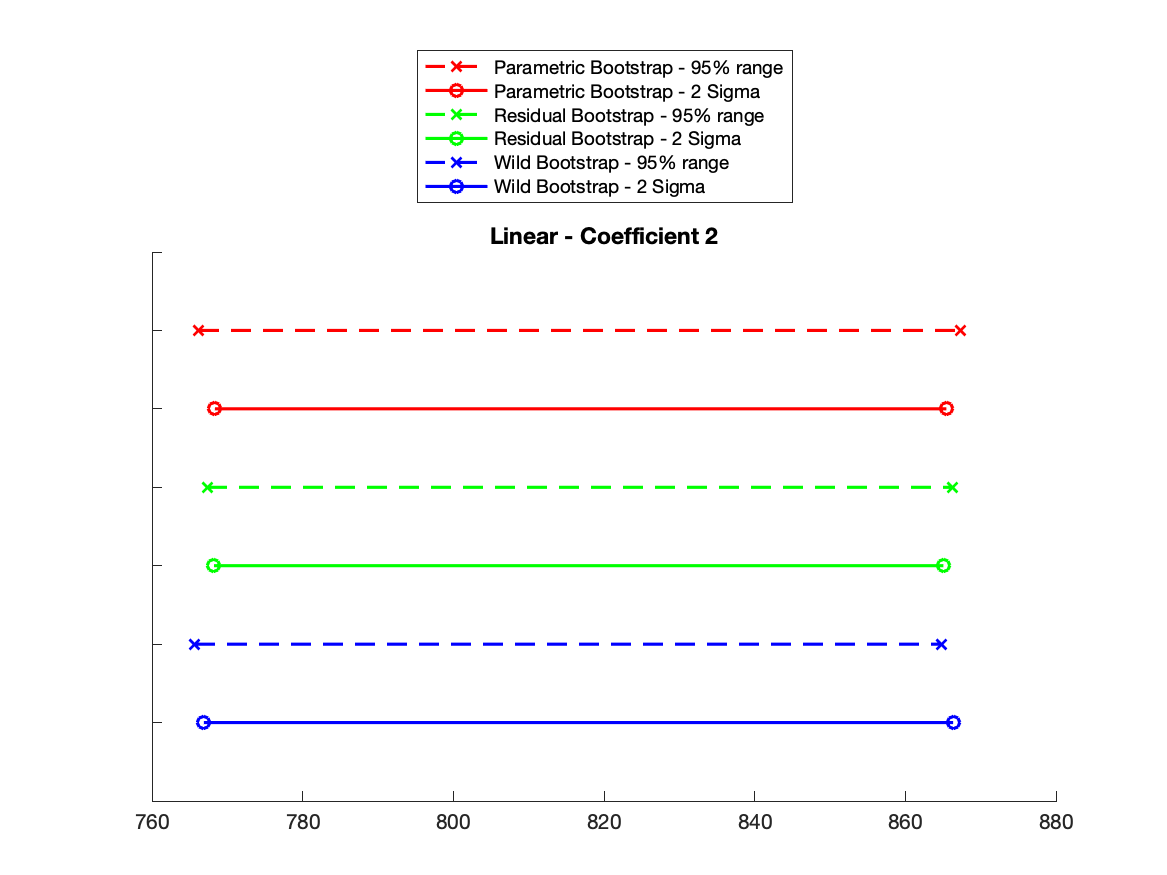 Parametric Bootstrap - 95% range
Parametric Bootstrap - 2 Sigma
Residual Bootstrap - 95% range
Residual Bootstrap - 2 Sigma
Wild Bootstrap - 95% range
Wild Bootstrap - 2 Sigma
Linear - Coefficient 2
760 780 800 820 840 860 880